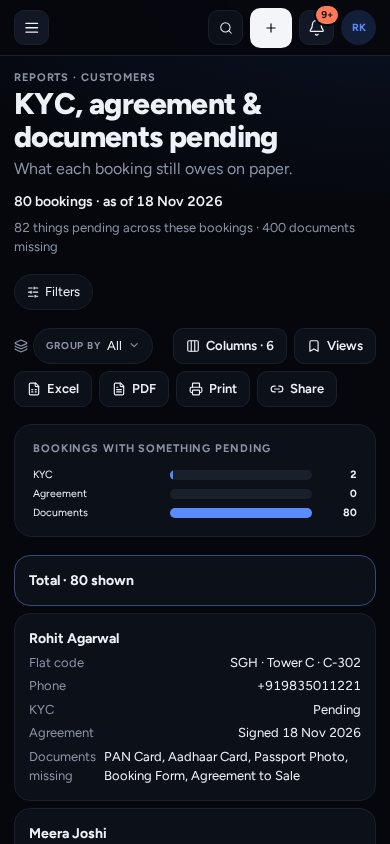 9+
RK
REPORTS · CUSTOMERS
KYC, agreement &
documents pending
What each booking still owes on paper.
80 bookings · as of 18 Nov 2026
82 things pending across these bookings · 400 documents
missing
Filters
GROUP BY All
Columns · 6
Views
Excel
PDF
Print
Share
BOOKINGS WITH SOMETHING PENDING
KYC 2
Agreement 0
Documents 80
Total · 80 shown
Rohit Agarwal
Flat code SGH · Tower C · C-302
Phone +919835011221
KYC Pending
Agreement Signed 18 Nov 2026
Documents PAN Card, Aadhaar Card, Passport Photo,
missing Booking Form, Agreement to Sale
Meera Joshi